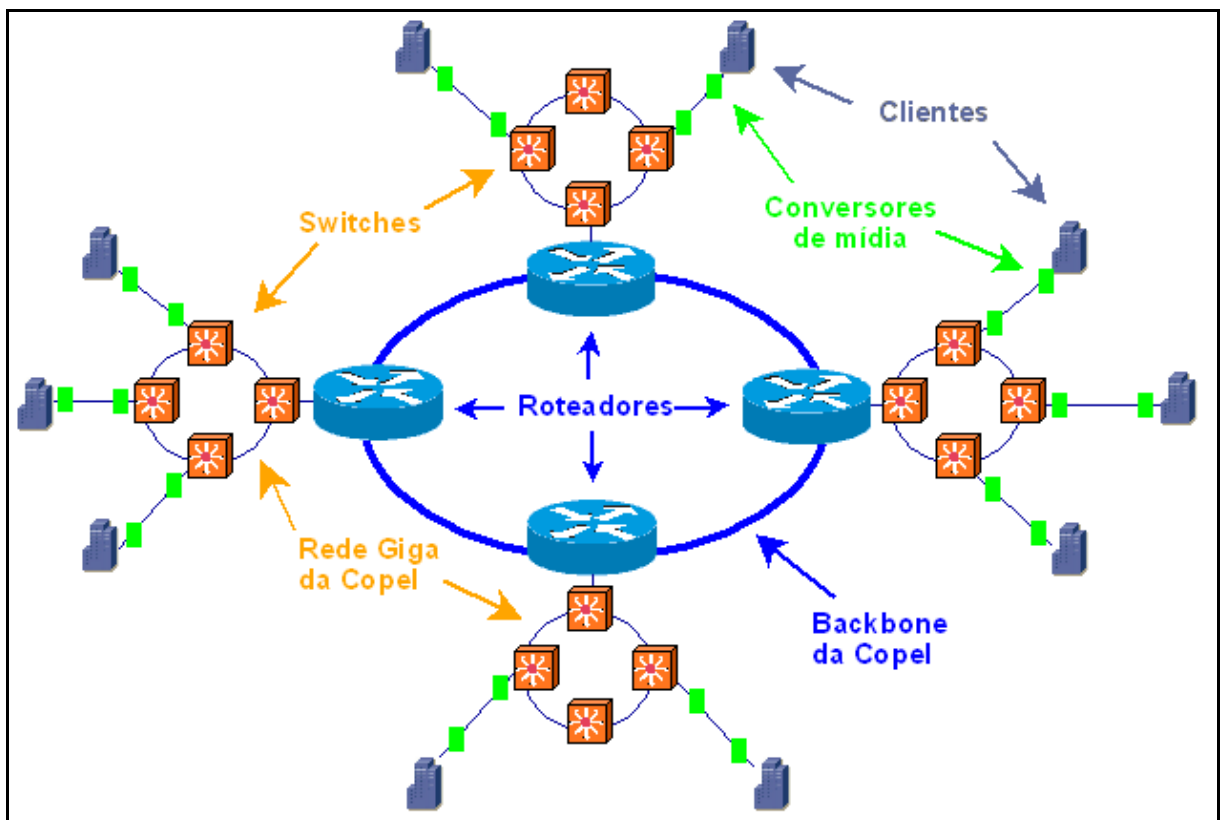 Clientes
Switches
Conversores
de mídia
Roteadores
Rede Giga
da Copel
Backbone
da Copel